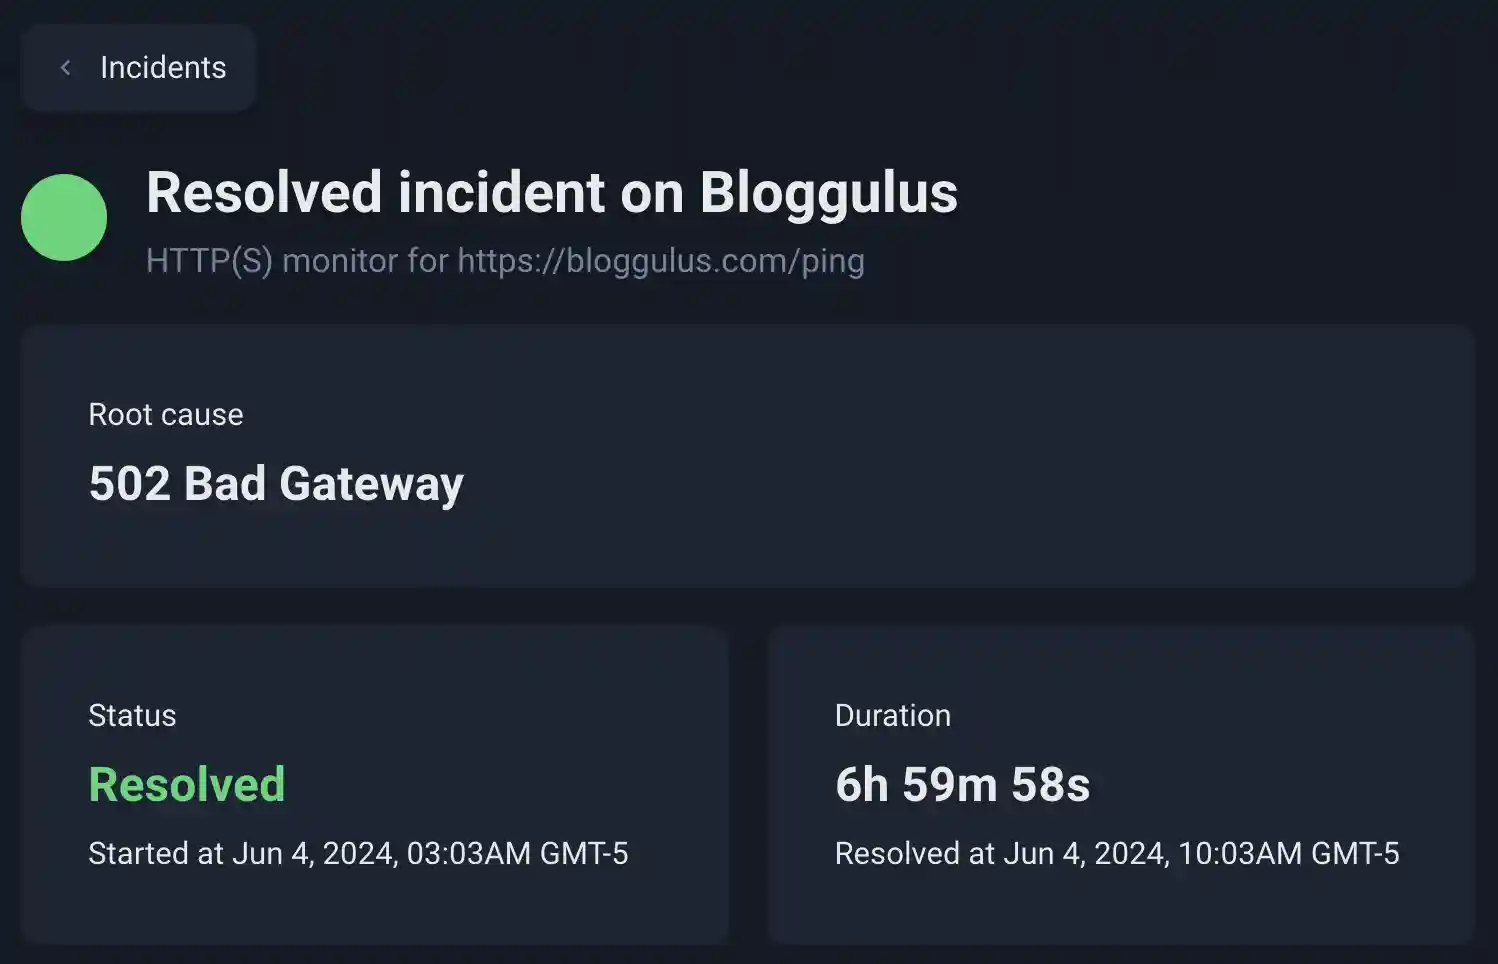 Incidents
Resolved incident on Bloggulus
HTTP(S) monitor for https://bloggulus.com/ping
Root cause
502 Bad Gateway
Status
Resolved
Started at Jun 4, 2024, 03:03AM GMT-5
Duration
6h 59m 58s
Resolved at Jun 4, 2024, 10:03AM GMT-5